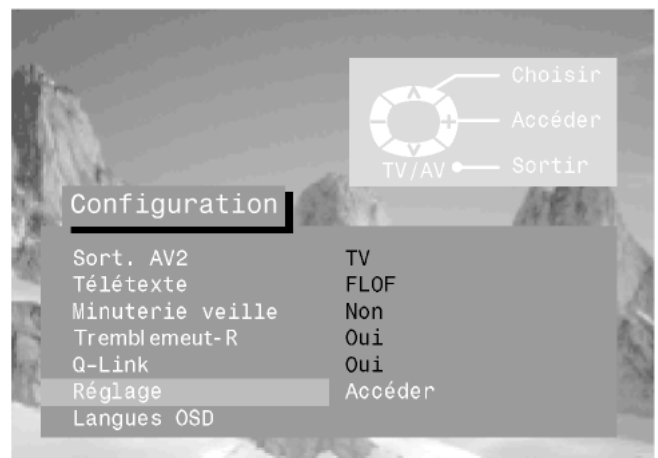 Choisir
Accéder
TV/AV Sortir
Configuration
Sort. AV2 TV
Télétexte FLOF
Minuterie veille Non
Tremblemeut-R Oui
Q-Link Oui
Réglage Accéder
Langues OSD